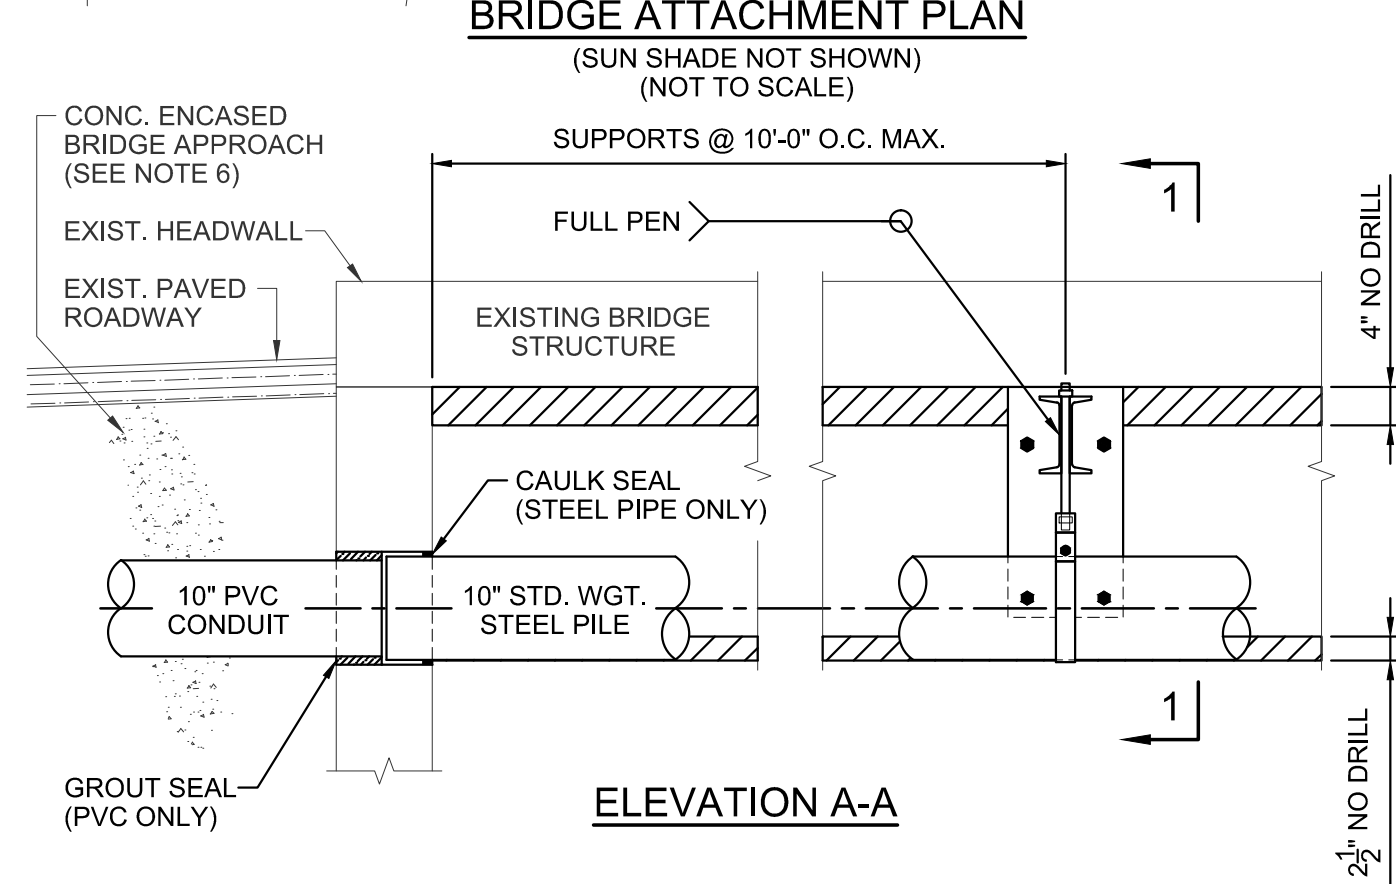 BRIDGE ATTACHMENT PLAN
(SUN SHADE NOT SHOWN)
(NOT TO SCALE)
CONC. ENCASED
BRIDGE APPROACH
(SEE NOTE 6)
SUPPORTS @ 10'-0" O.C. MAX.
1
FULL PEN
EXIST. HEADWALL
4" NO DRILL
EXIST. PAVED
ROADWAY
EXISTING BRIDGE
STRUCTURE
CAULK SEAL
(STEEL PIPE ONLY)
10" PVC
CONDUIT
10" STD. WGT.
STEEL PILE
1
2 1/2" NO DRILL
GROUT SEAL
(PVC ONLY)
ELEVATION A-A